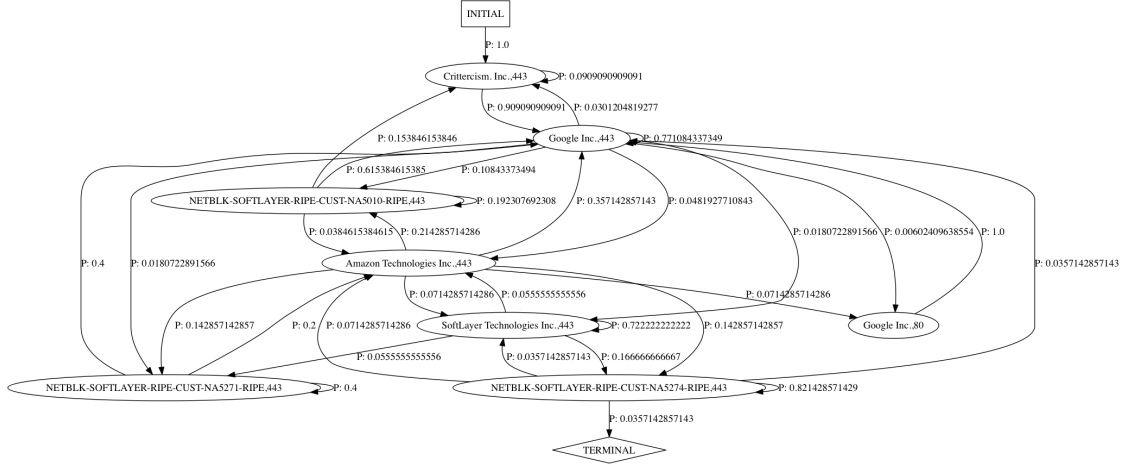 INITIAL
P: 1.0
Crittercism. Inc.,443
P: 0.0909090909091
P: 0.909090909091
P: 0.0301204819277
P: 0.153846153846
Google Inc.,443
P: 0.771084337349
P: 0.615384615385
P: 0.10843373494
NETBLK-SOFTLAYER-RIPE-CUST-NA5010-RIPE,443
P: 0.192307692308
P: 0.357142857143
P: 0.0481927710843
P: 0.0384615384615
P: 0.214285714286
P: 0.0180722891566
P: 0.00602409638554
P: 1.0
P: 0.4
P: 0.0180722891566
Amazon Technologies Inc.,443
P: 0.0357142857143
P: 0.0714285714286
P: 0.0555555555556
P: 0.0714285714286
P: 0.142857142857
P: 0.2
P: 0.0714285714286
SoftLayer Technologies Inc.,443
P: 0.722222222222
P: 0.142857142857
Google Inc.,80
P: 0.0555555555556
P: 0.0357142857143
P: 0.166666666667
NETBLK-SOFTLAYER-RIPE-CUST-NA5271-RIPE,443
P: 0.4
NETBLK-SOFTLAYER-RIPE-CUST-NA5274-RIPE,443
P: 0.821428571429
P: 0.0357142857143
TERMINAL